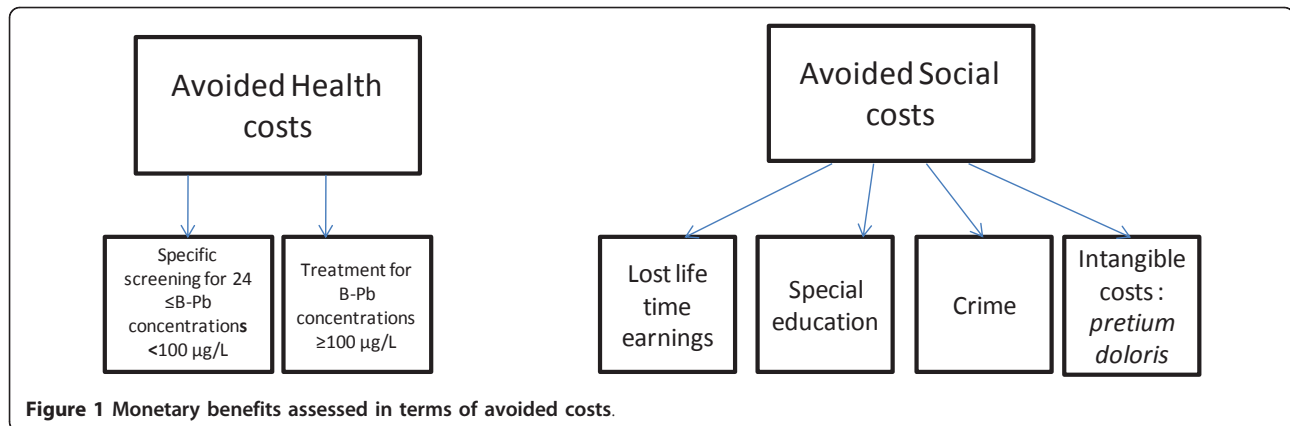 Avoided Health
costs
Avoided Social
costs
Specific
screening for 24
≤B-Pb
concentrations
<100 µg/L
Treatment for
B-Pb
concentrations
≥100 µg/L
Lost life
time
earnings
Special
education
Crime
Intangible
costs :
pretium
doloris
Figure 1 Monetary benefits assessed in terms of avoided costs.